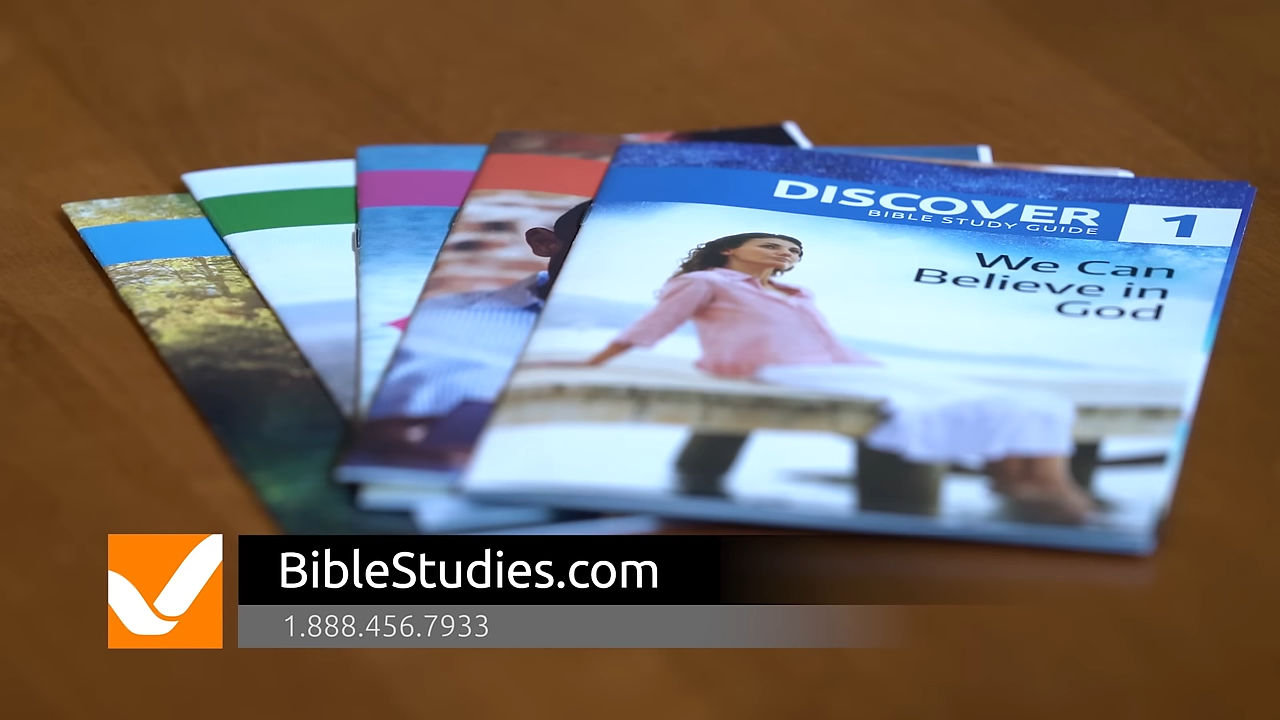 DISCOVER
BIBLE STUDY GUIDE
1
We Can
Believe in
God
BibleStudies.com
1.888.456.7933